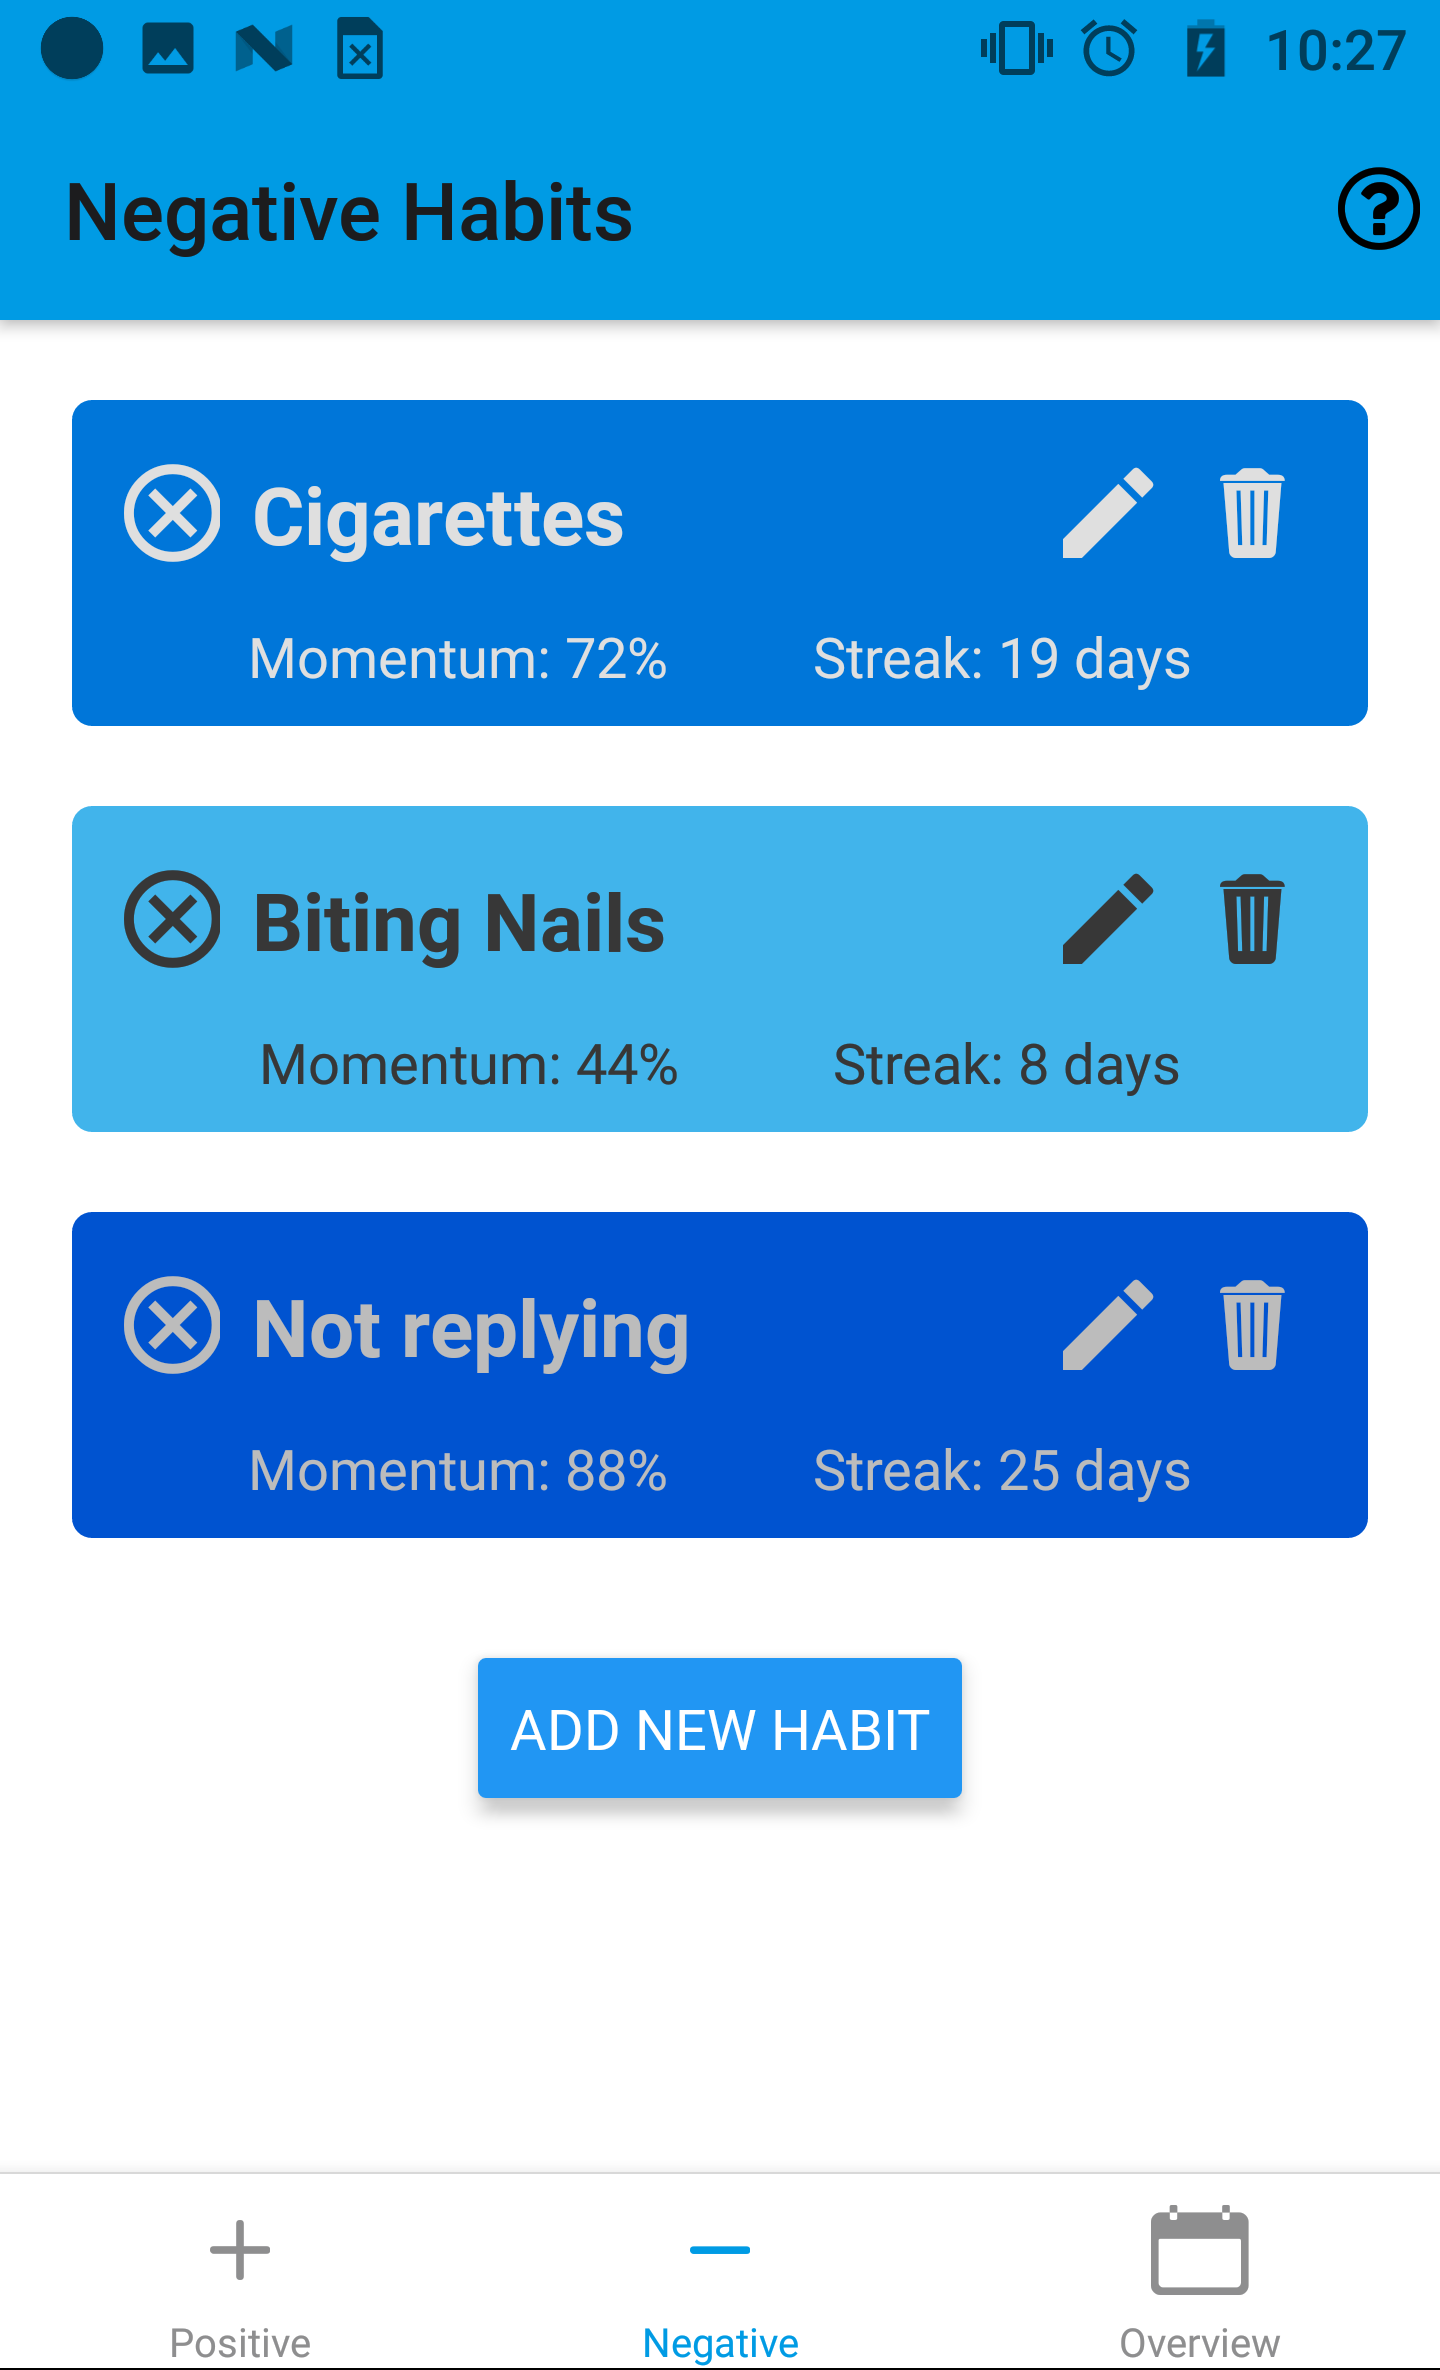 10:27
Negative Habits
Cigarettes
Momentum: 72% Streak: 19 days
Biting Nails
Momentum: 44% Streak: 8 days
Not replying
Momentum: 88% Streak: 25 days
ADD NEW HABIT
Positive Negative Overview